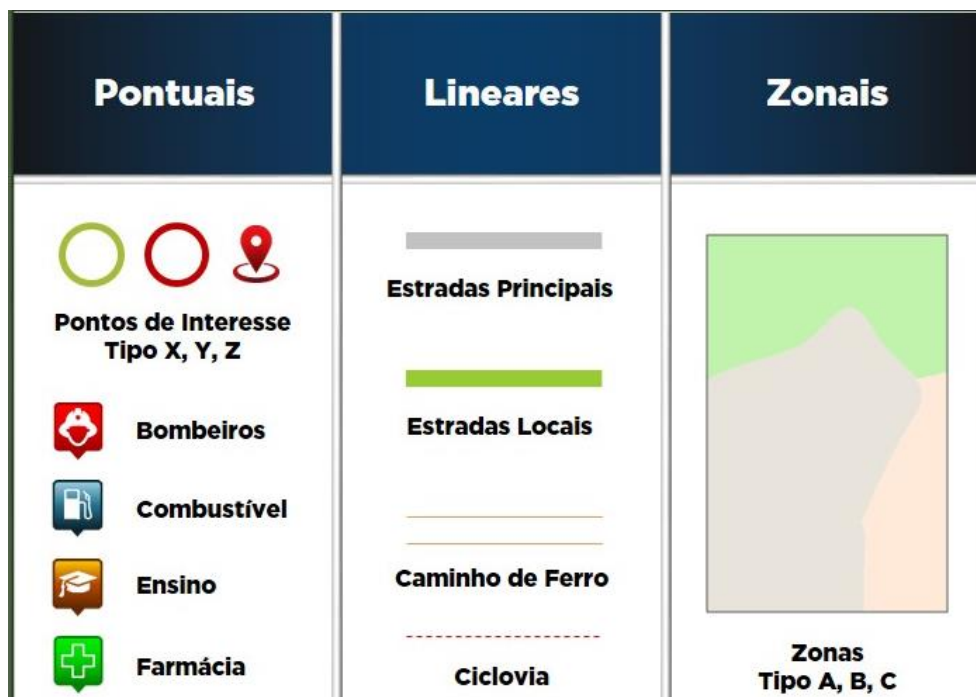 Pontuais
Lineares
Zonais
Pontos de Interesse
Tipo X, Y, Z
Bombeiros
Combustível
Ensino
Farmácia
Estradas Principais
Estradas Locais
Caminho de Ferro
Ciclovia
Zonas
Tipo A, B, C